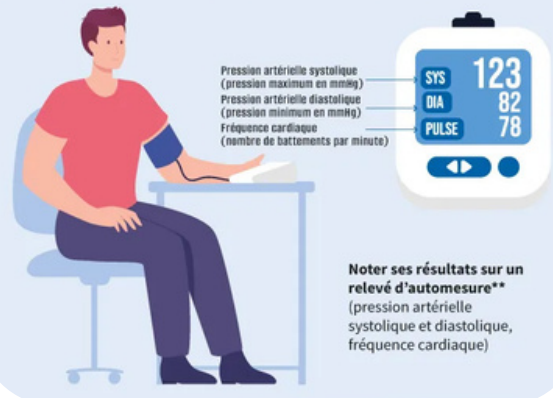 Pression artérielle systolique
(pression maximum en mmHg)
Pression artérielle diastolique
(pression minimum en mmHg)
Fréquence cardiaque
(nombre de battements par minute)
SYS 123
DIA 82
PULSE 78
Noter ses résultats sur un
relevé d'automesure**
(pression artérielle
systolique et diastolique,
fréquence cardiaque)